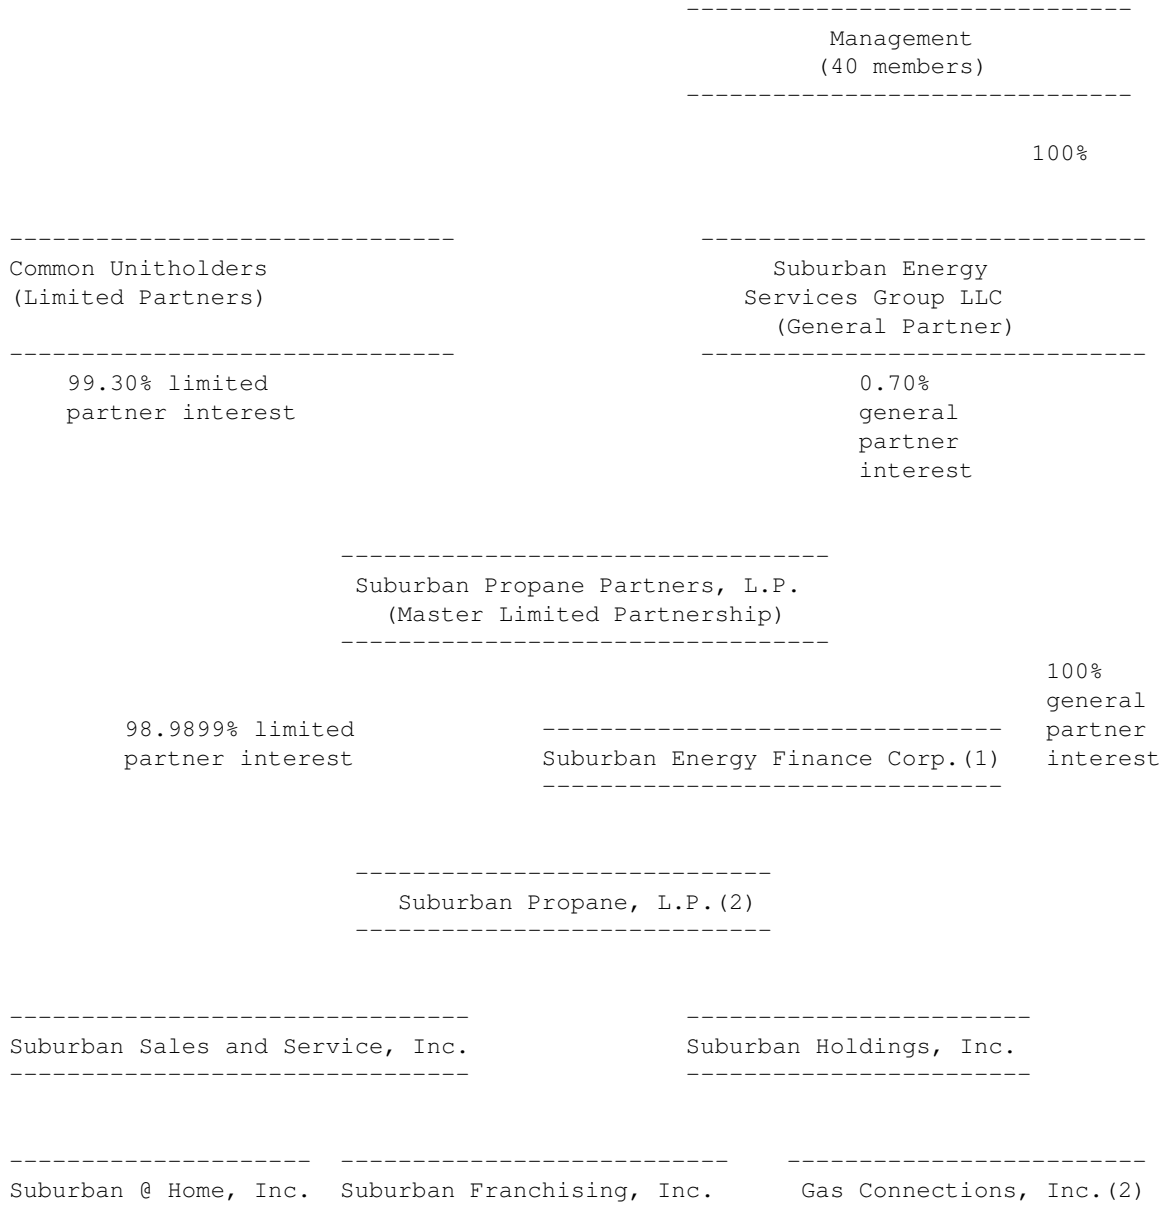 -------------------------------
Management
(40 members)
-------------------------------
100%
------------------------------- -------------------------------
Common Unitholders Suburban Energy
(Limited Partners) Services Group LLC
(General Partner)
------------------------------- -------------------------------
99.30% limited 0.70%
partner interest general
partner
interest
----------------------------------
Suburban Propane Partners, L.P.
(Master Limited Partnership)
----------------------------------
100%
general
98.9899% limited -------------------------------- partner
partner interest Suburban Energy Finance Corp.(1) interest
--------------------------------
-----------------------------
Suburban Propane, L.P.(2)
-----------------------------
-------------------------------- ------------------------
Suburban Sales and Service, Inc. Suburban Holdings, Inc.
-------------------------------- ------------------------
--------------------- --------------------------- -------------------------
Suburban @ Home, Inc. Suburban Franchising, Inc. Gas Connections, Inc.(2)